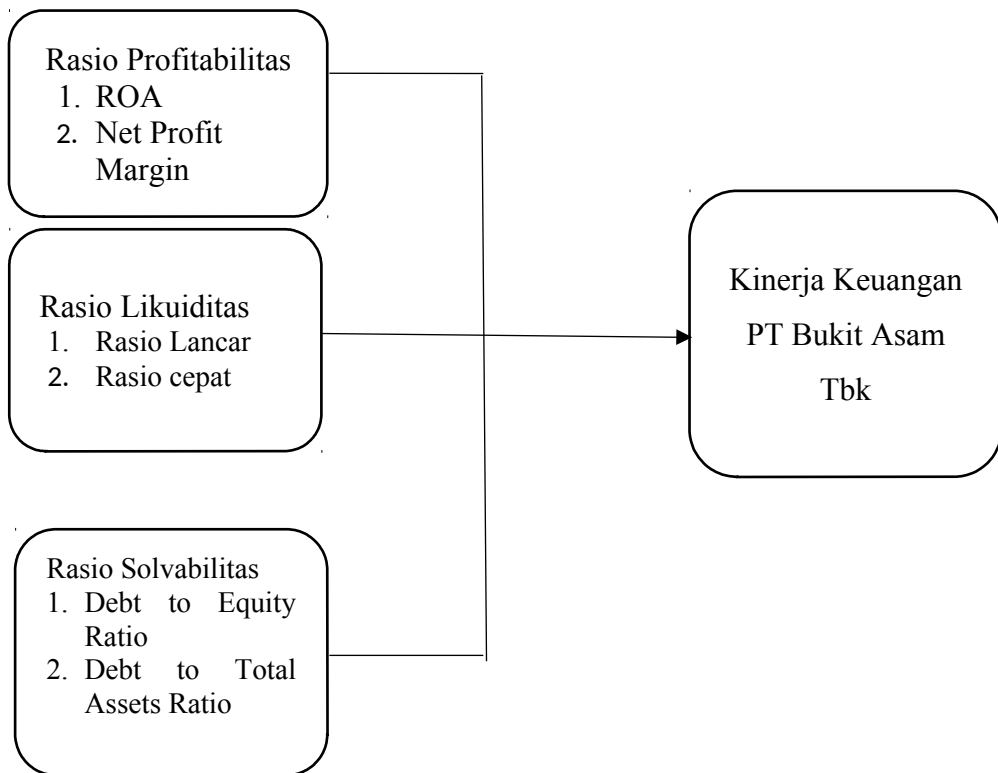 Rasio Profitabilitas
1. ROA
2. Net Profit
Margin
Rasio Likuiditas
1. Rasio Lancar
2. Rasio cepat
Rasio Solvabilitas
1. Debt to Equity
Ratio
2. Debt to Total
Assets Ratio
Kinerja Keuangan
PT Bukit Asam
Tbk